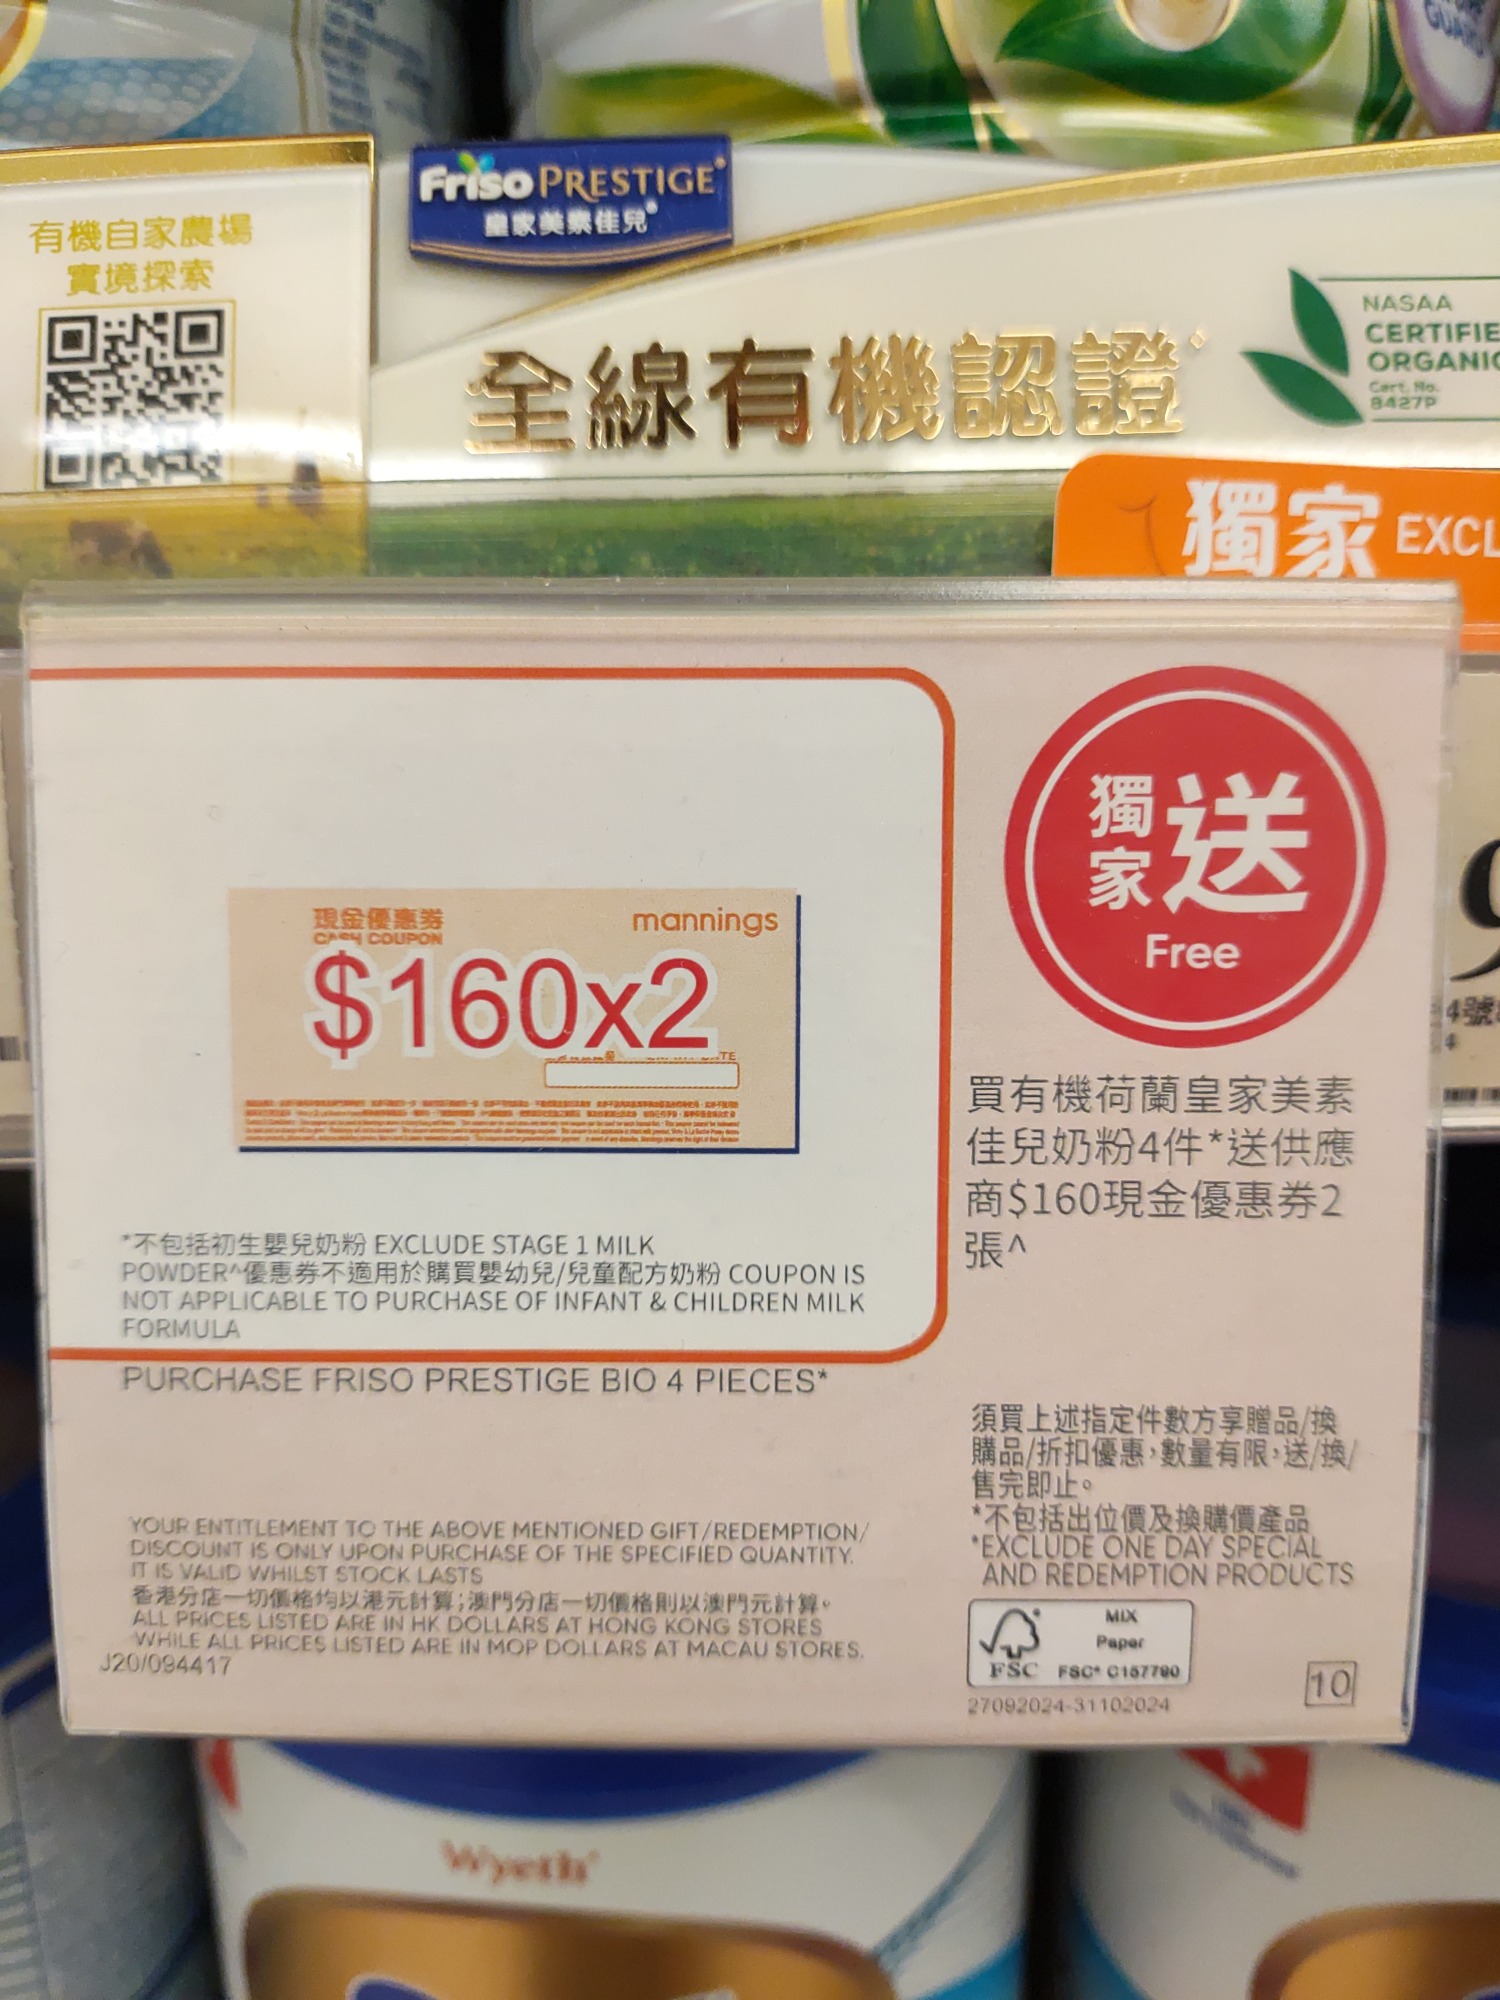 有機自家農場
實境探索
Friso PRESTIGE
皇家美素佳兒
全線有機認證
NASAA
CERTIFIE
ORGANIC
Cert. No.
8427P
獨家 EXCL
現金優惠券
CASH COUPON
mannings
$160x2
獨家
送
Free
買有機荷蘭皇家美素
佳兒奶粉4件*送供應
商$160現金優惠券2
張^
*不包括初生嬰兒奶粉 EXCLUDE STAGE 1 MILK
POWDER^優惠券不適用於購買嬰幼兒/兒童配方奶粉 COUPON IS
NOT APPLICABLE TO PURCHASE OF INFANT & CHILDREN MILK
FORMULA
PURCHASE FRISO PRESTIGE BIO 4 PIECES*
須買上述指定件數方享贈品/換
購品/折扣優惠,數量有限,送/換/
售完即止。
*不包括出位價及換購價產品
*EXCLUDE ONE DAY SPECIAL
AND REDEMPTION PRODUCTS
YOUR ENTITLEMENT TO THE ABOVE MENTIONED GIFT/REDEMPTION/
DISCOUNT IS ONLY UPON PURCHASE OF THE SPECIFIED QUANTITY.
IT IS VALID WHILST STOCK LASTS
香港分店一切價格均以港元計算;澳門分店一切價格則以澳門元計算。
ALL PRICES LISTED ARE IN HK DOLLARS AT HONG KONG STORES
WHILE ALL PRICES LISTED ARE IN MOP DOLLARS AT MACAU STORES.
J20/094417
FSC
MIX
Paper
FSC® C157790
27092024-31102024
10
4號
Wyeth